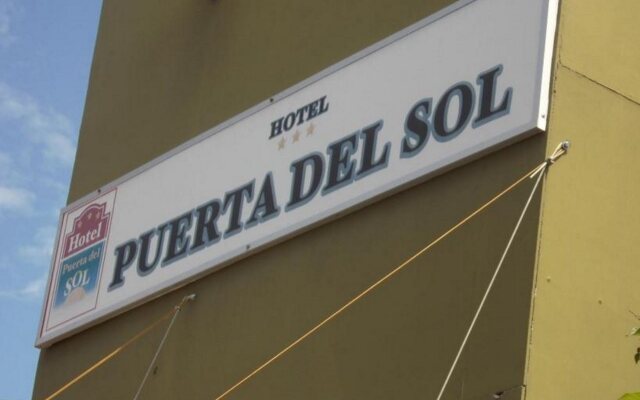 HOTEL
PUERTA DEL SOL
Hotel
Puerta del
SOL